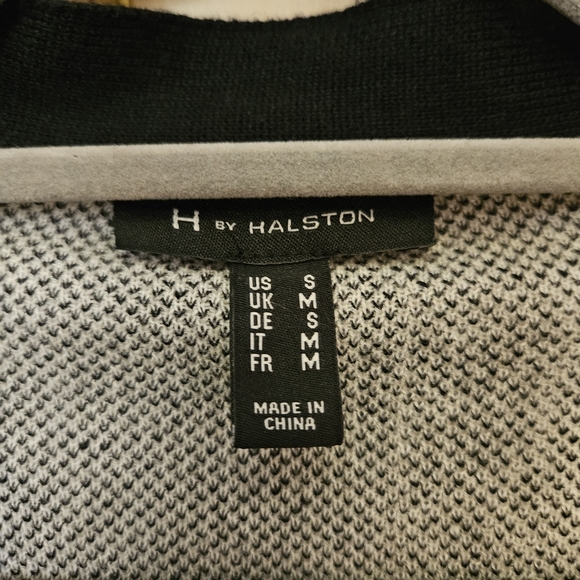 H BY HALSTON
US S
UK M
DE S
IT M
FR M
MADE IN
CHINA